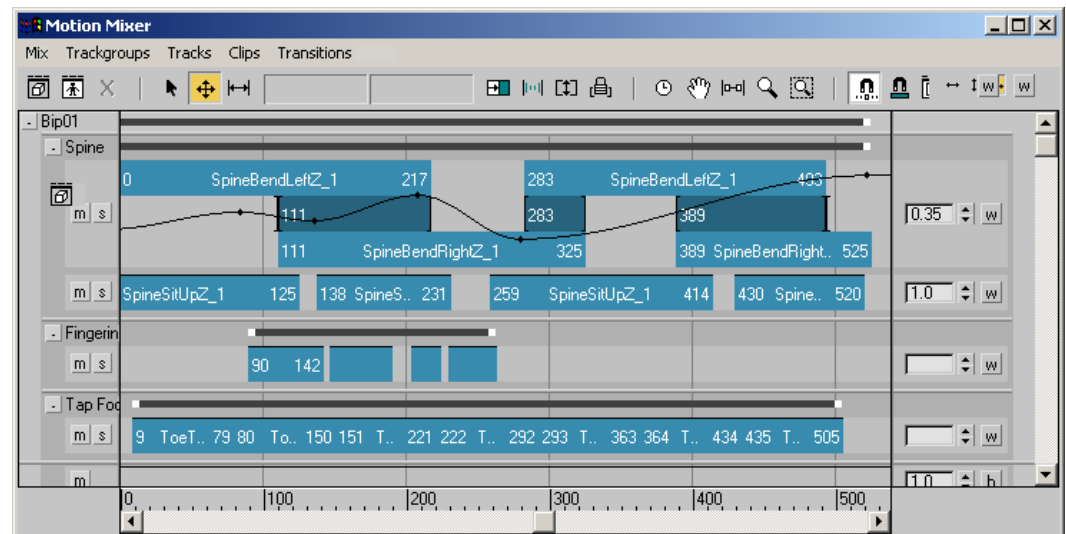 Motion Mixer
Mix Trackgroups Tracks Clips Transitions
w w
- Bip01
- Spine
0 SpineBendLeftZ_1 217 283 SpineBendLeftZ_1 493
m s 111 283 389 0.35 w
111 SpineBendRightZ_1 325 389 SpineBendRight.. 525
m s SpineSitUpZ_1 125 138 SpineS.. 231 259 SpineSitUpZ_1 414 430 Spine.. 520 1.0 w
- Fingerin
m s 90 142 w
- Tap Foo
m s 9 ToeT.. 79 80 To.. 150 151 T.. 221 222 T.. 292 293 T.. 363 364 T.. 434 435 T.. 505 w
m 1.0 h
0 100 200 300 400 500